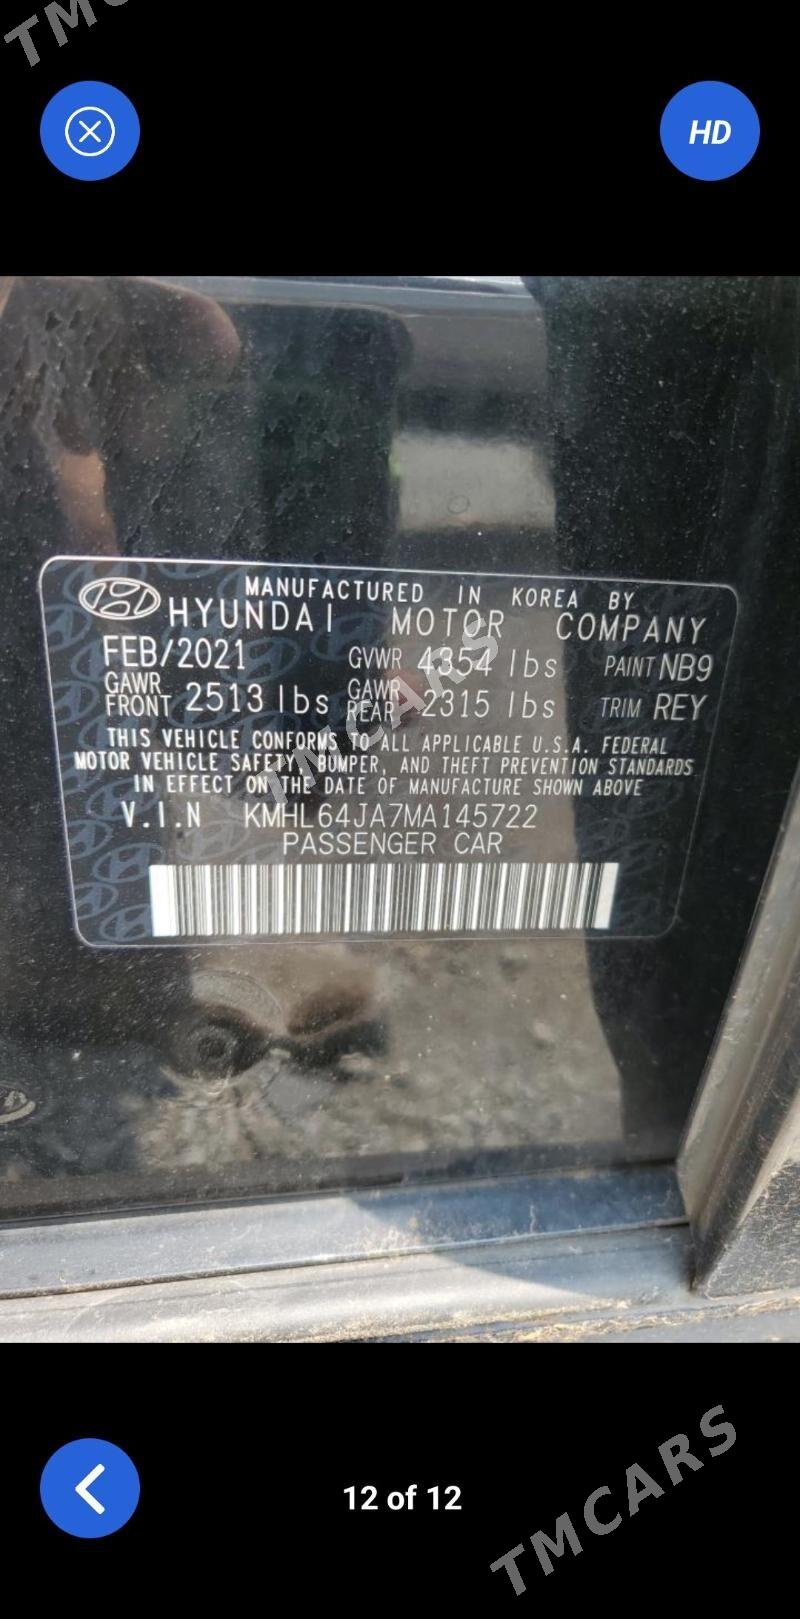 TMC
HD
MANUFACTURED IN KOREA BY
HYUNDAI MOTOR COMPANY
FEB/2021 GVWR 4354 lbs PAINT NB9
GAWR FRONT 2513 lbs GAWR REAR 2315 lbs TRIM REY
THIS VEHICLE CONFORMS TO ALL APPLICABLE U.S.A. FEDERAL
MOTOR VEHICLE SAFETY, BUMPER, AND THEFT PREVENTION STANDARDS
IN EFFECT ON THE DATE OF MANUFACTURE SHOWN ABOVE
V.I.N KMHL64JA7MA145722
PASSENGER CAR
TMCARS
12 of 12
TMCARS